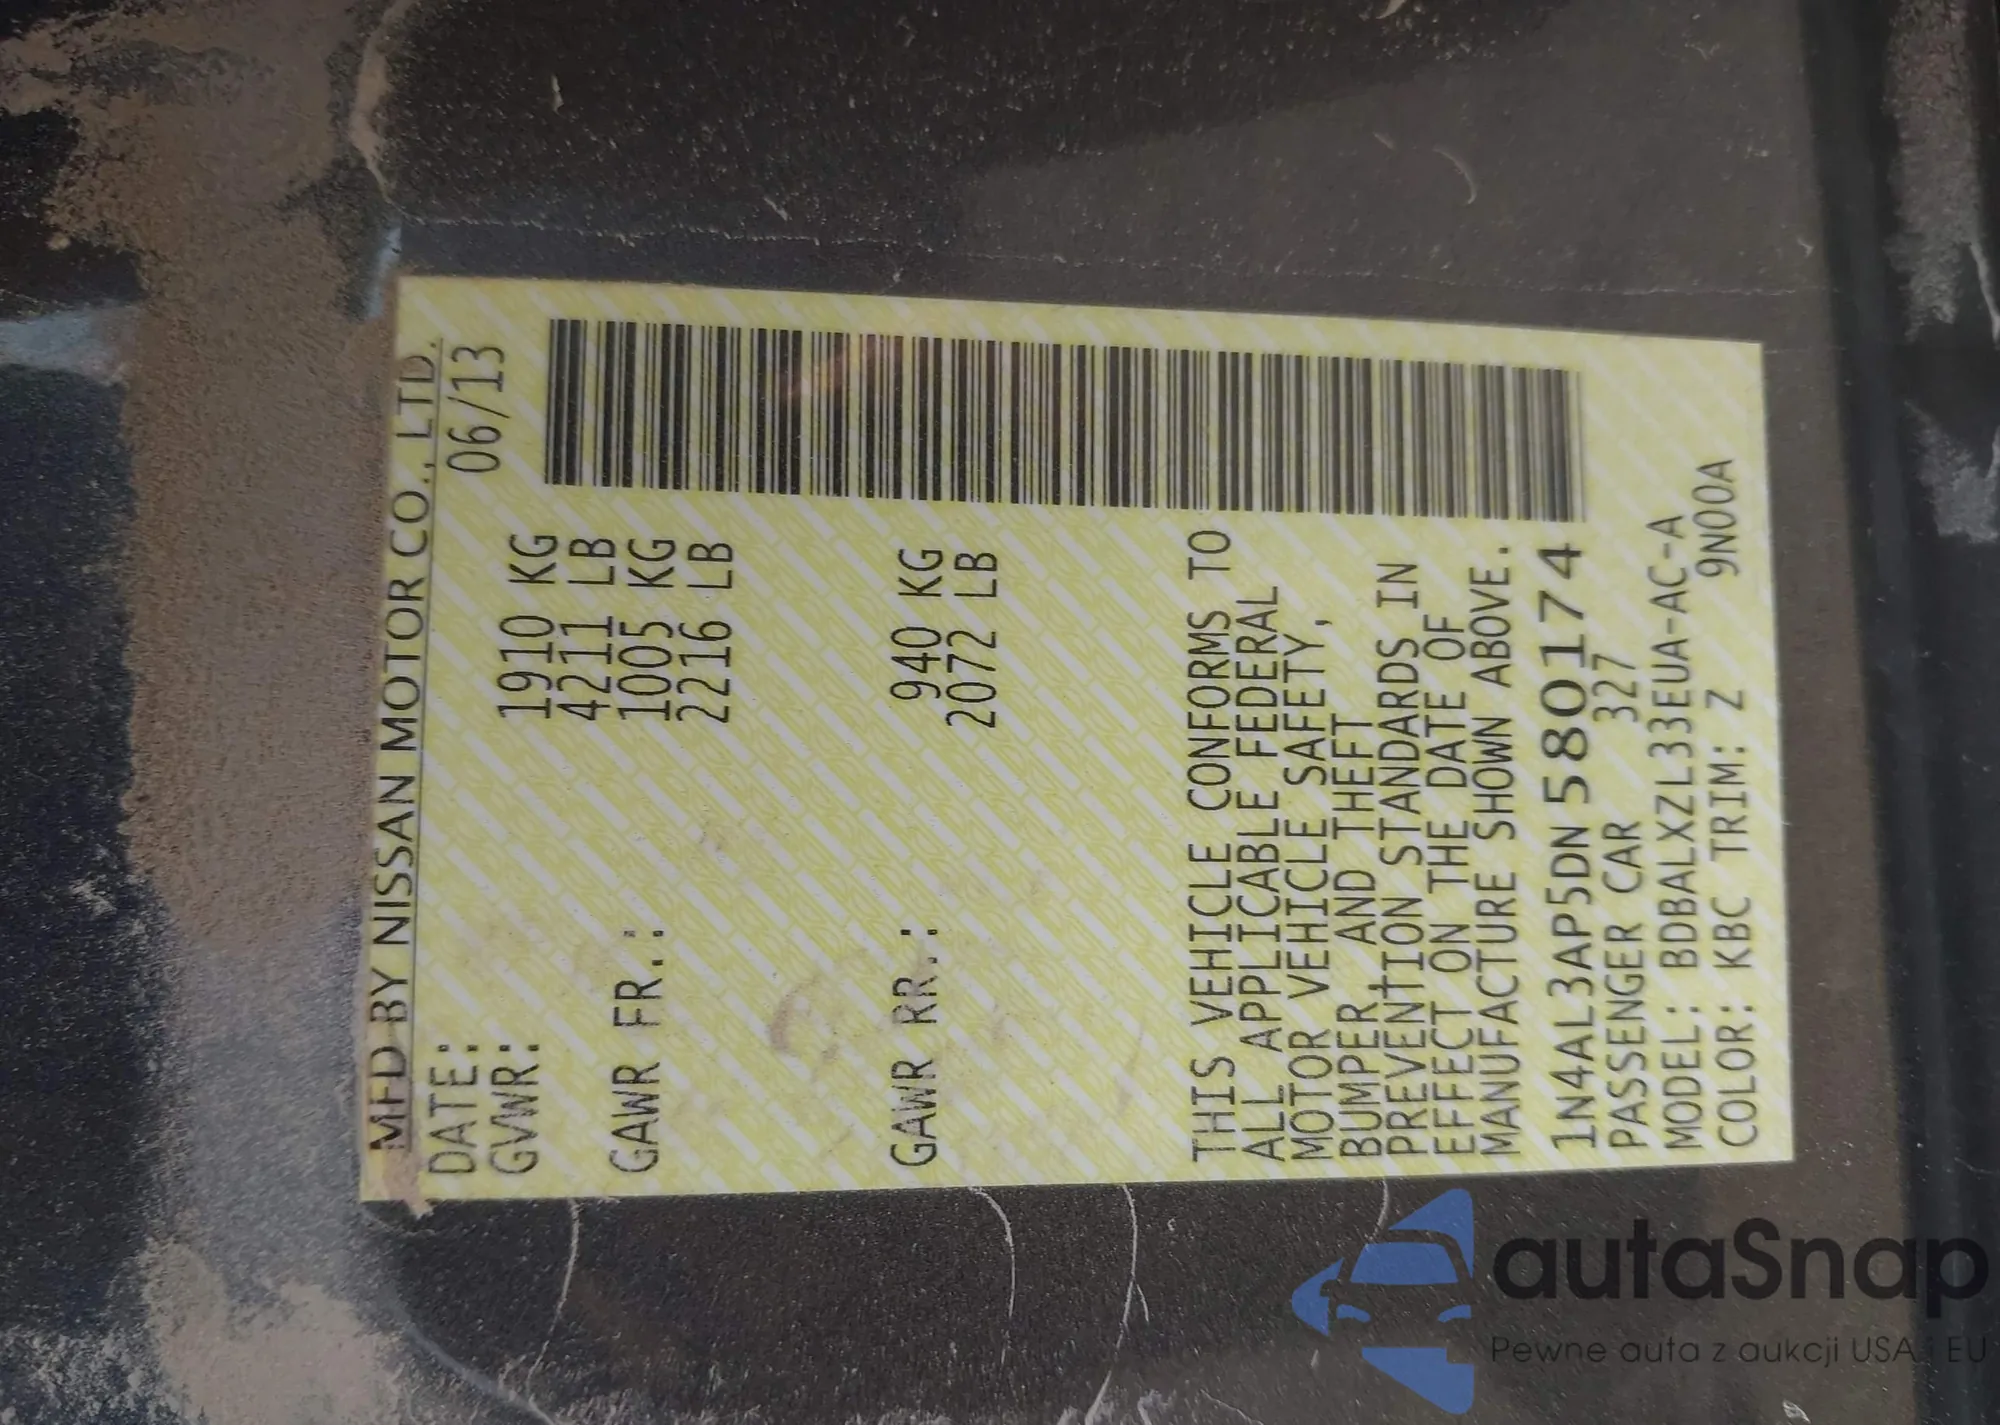 MFD BY NISSAN MOTOR CO., LTD.
DATE: 06/13
GVWR: 1910 KG
4211 LB
GAWR FR.: 1005 KG
2216 LB
GAWR RR.: 940 KG
2072 LB
THIS VEHICLE CONFORMS TO
ALL APPLICABLE FEDERAL
MOTOR VEHICLE SAFETY,
BUMPER, AND THEFT
PREVENTION STANDARDS IN
EFFECT ON THE DATE OF
MANUFACTURE SHOWN ABOVE.
1N4AL3AP5DN 580174
PASSENGER CAR 327
MODEL: BDBALXZL33EUA-AC-A
COLOR: KBC TRIM: Z 9N00A
autaSnap
Pewne auta z aukcji USA i EU